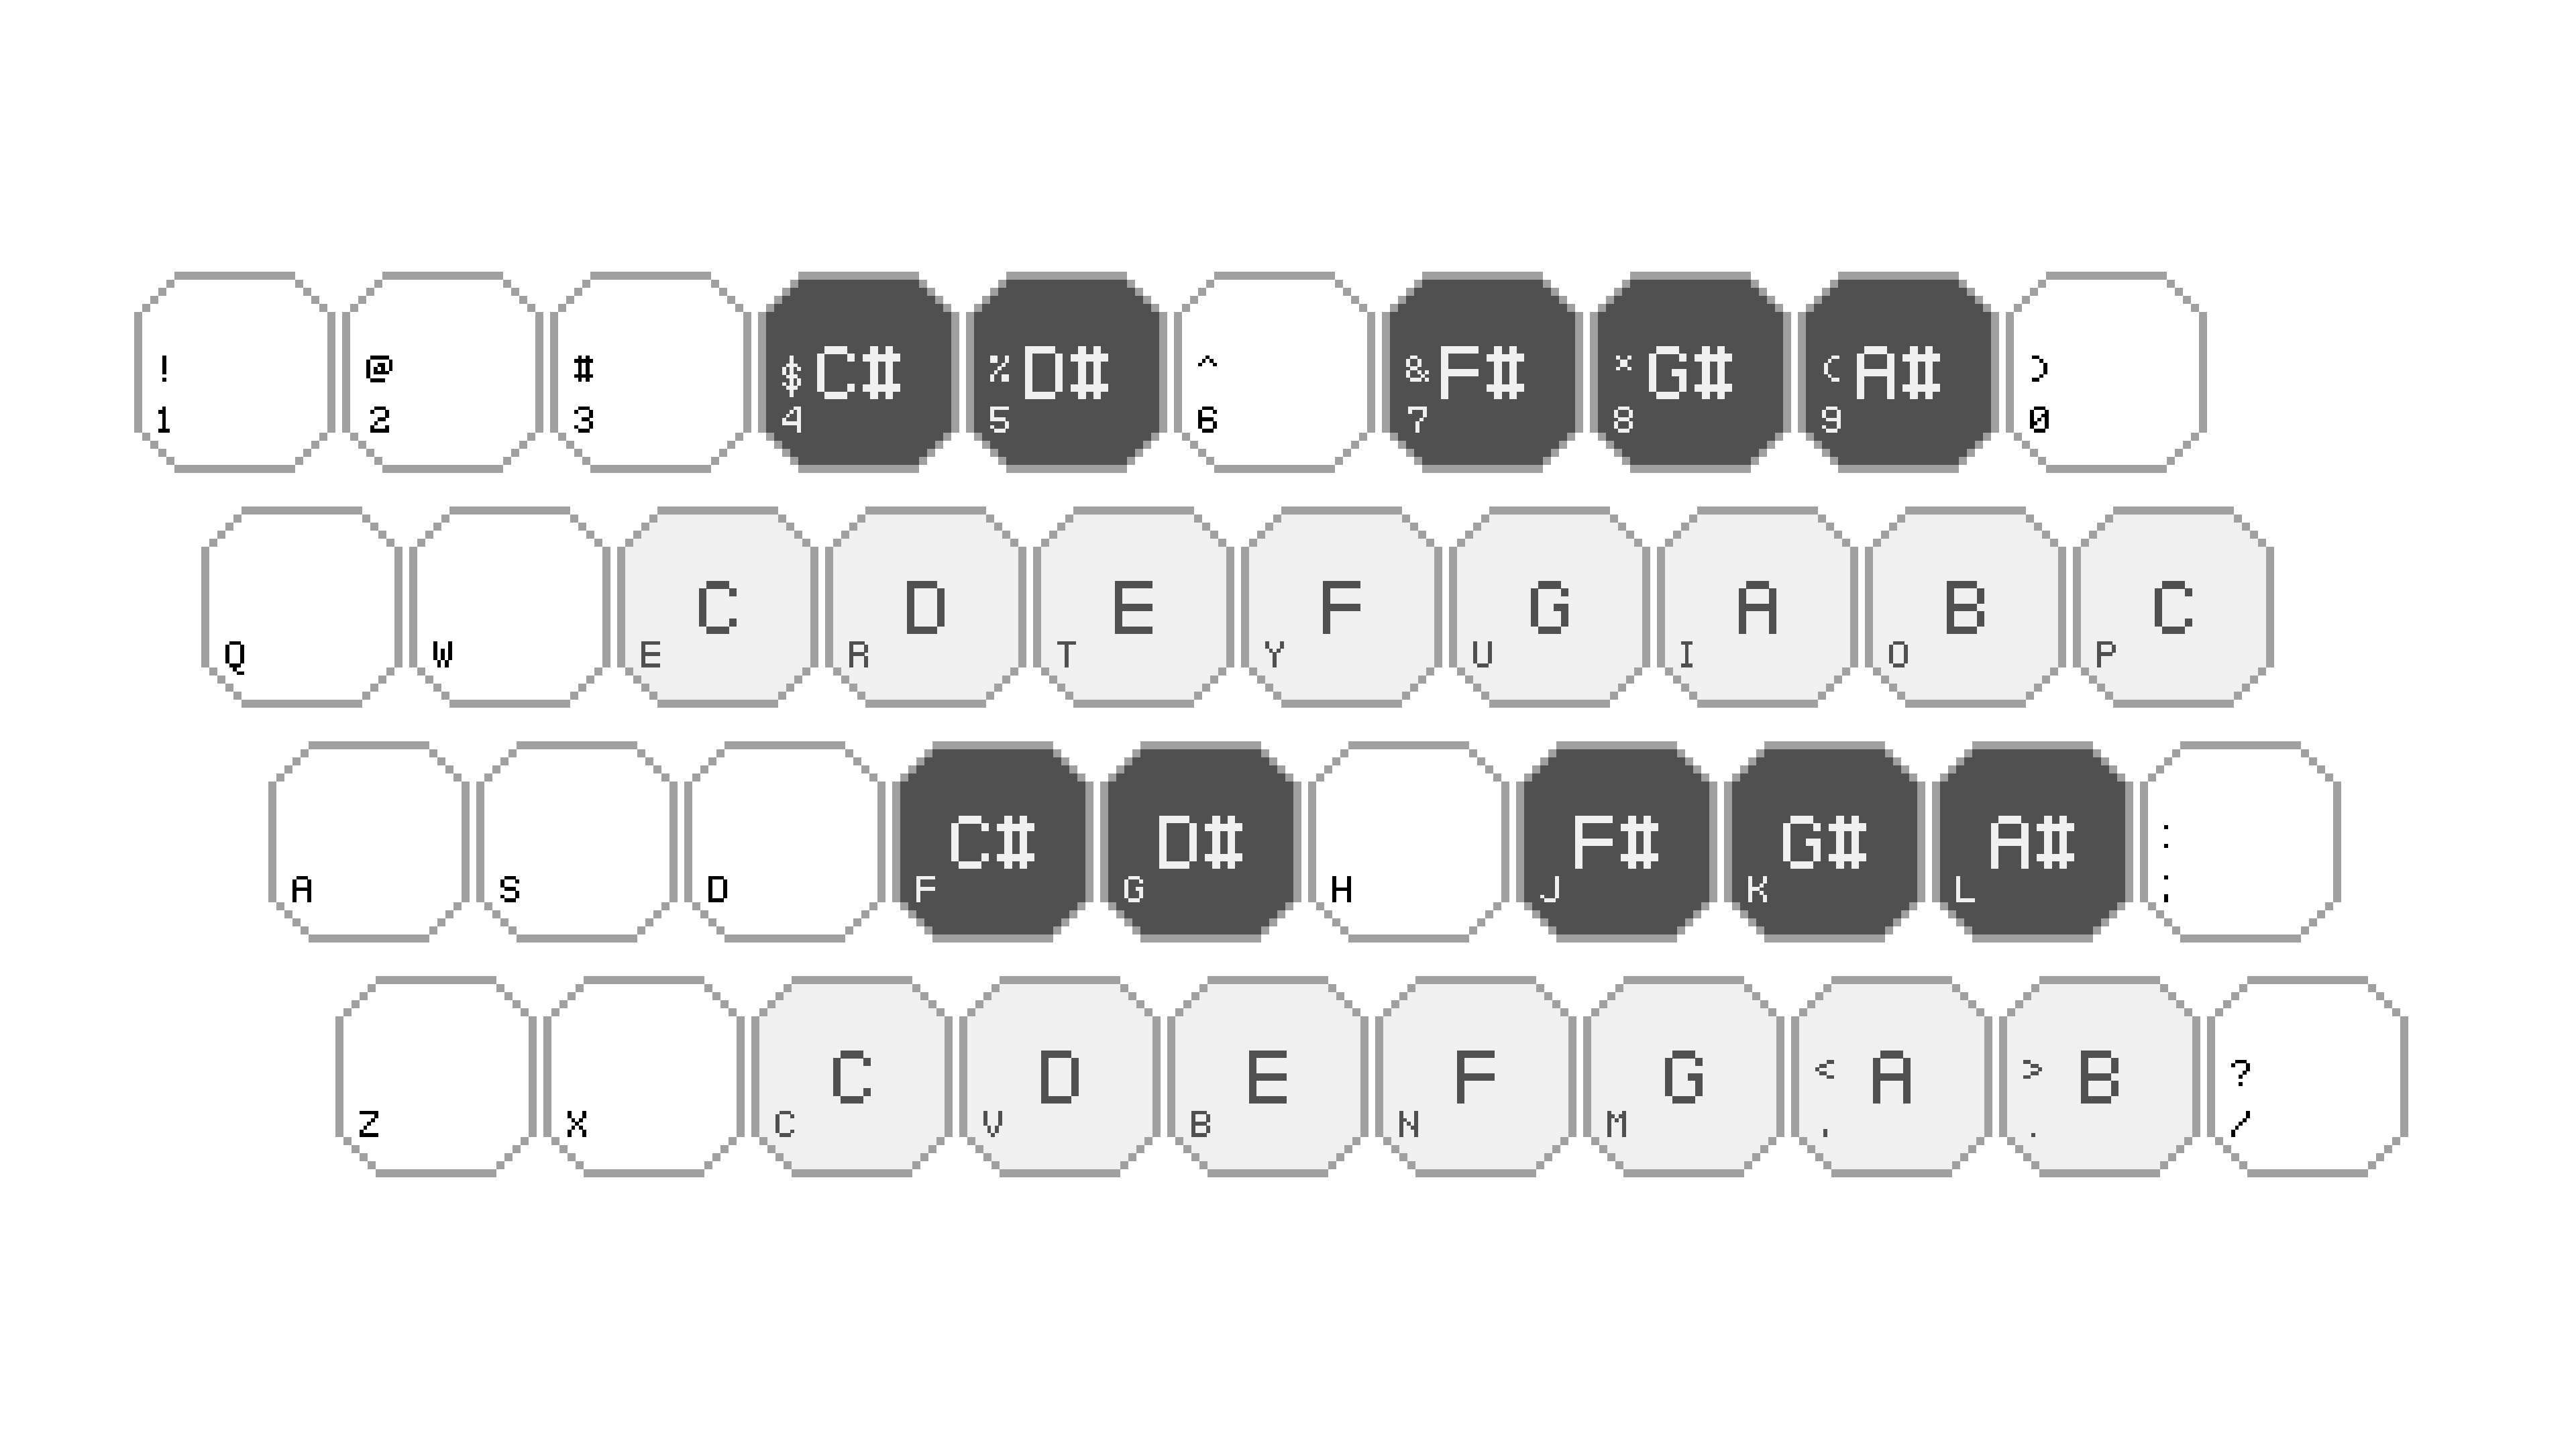 ! @ # $ C# % D# ^ & F# * G# ( A# )
1 2 3 4 5 6 7 8 9 0
C D E F G A B C
Q W E R T Y U I O P
C# D# F# G# A# :
A S D F G H J K L ;
C D E F G < A > B ?
Z X C V B N M , . /